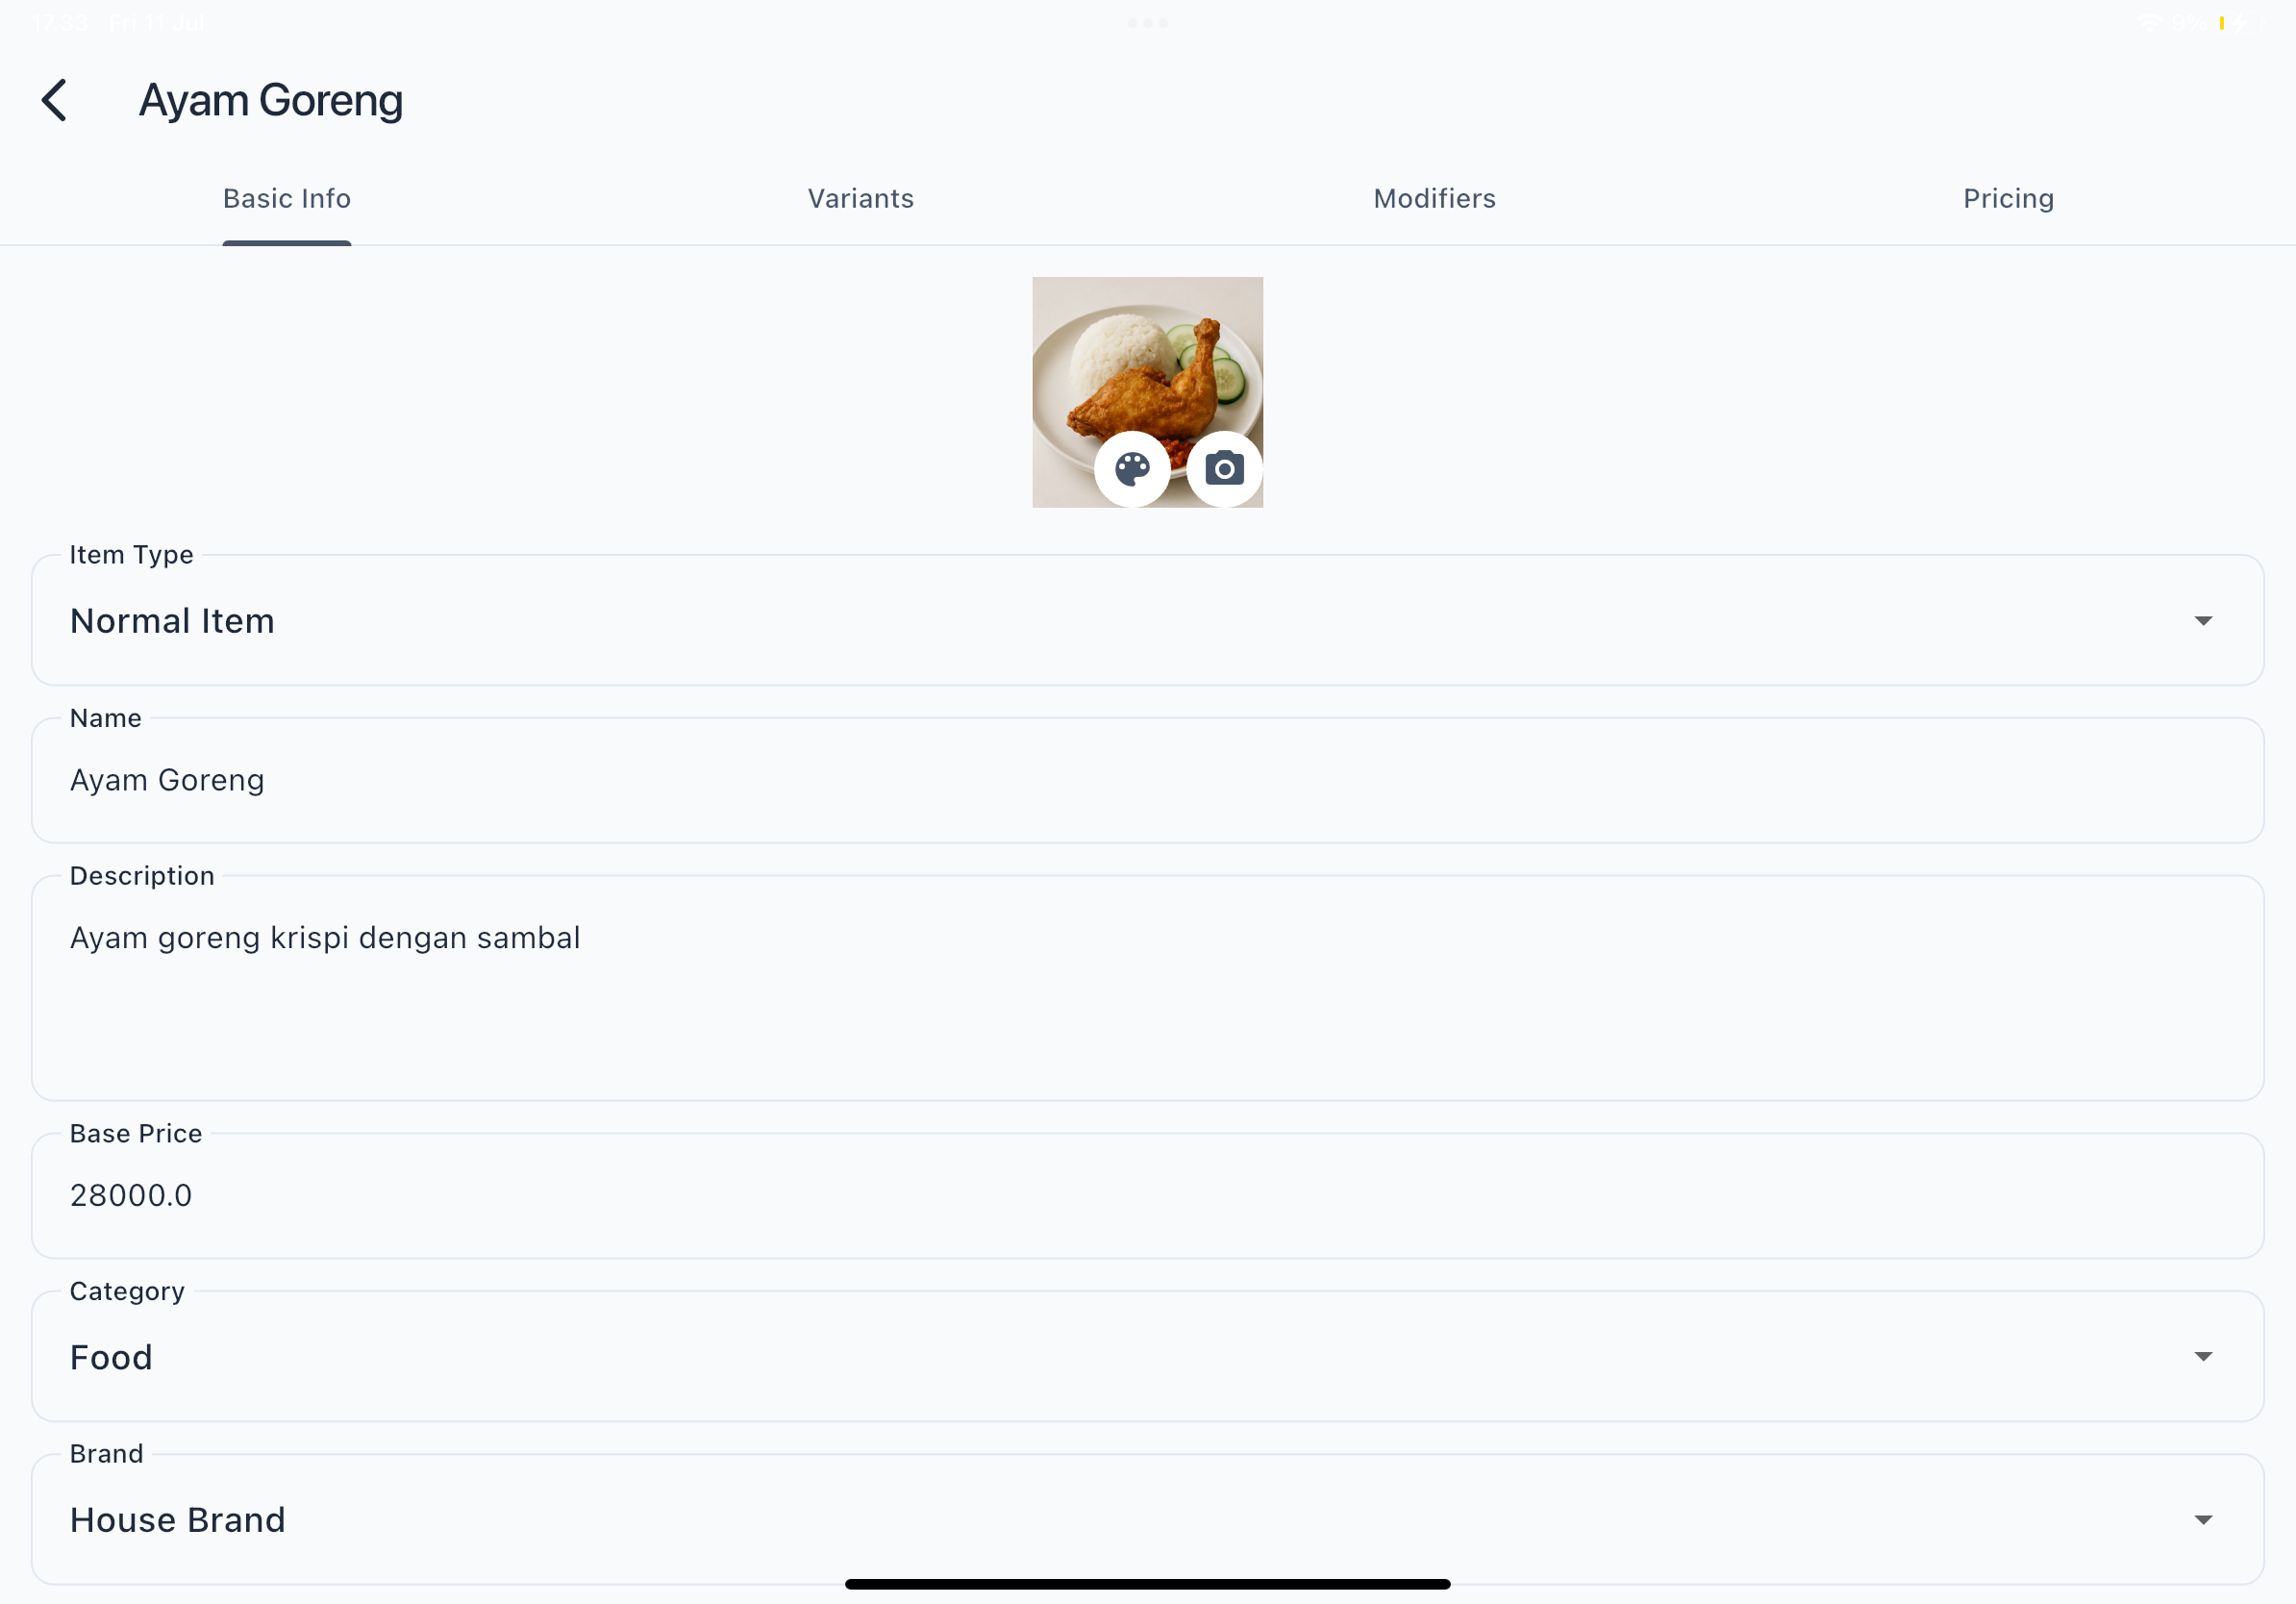 17.33 Fri 11 Jul
9%
Ayam Goreng
Basic Info
Variants
Modifiers
Pricing
Item Type
Normal Item
Name
Ayam Goreng
Description
Ayam goreng krispi dengan sambal
Base Price
28000.0
Category
Food
Brand
House Brand